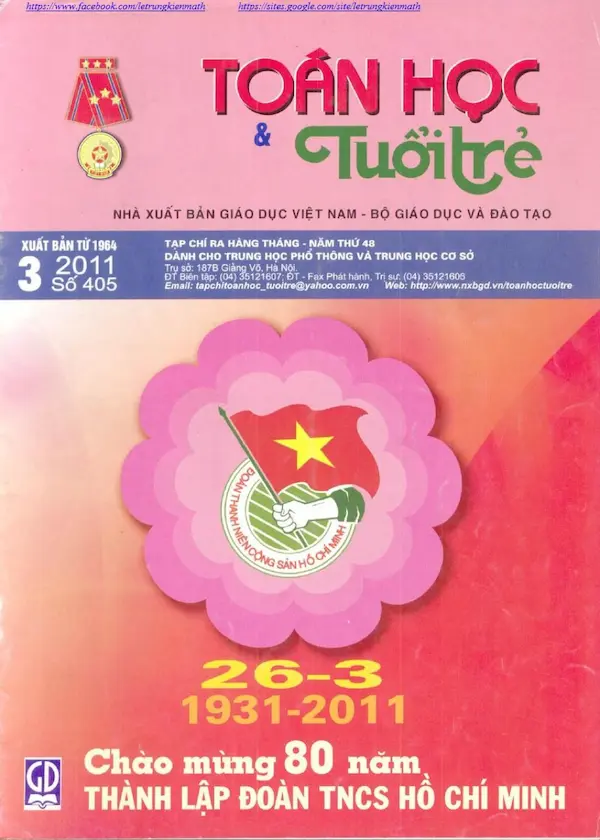 https://www.facebook.com/letrungkienmath https://sites.google.com/site/letrungkienmath
TOÁN HỌC
& Tuổi trẻ
NHÀ XUẤT BẢN GIÁO DỤC VIỆT NAM - BỘ GIÁO DỤC VÀ ĐÀO TẠO
XUẤT BẢN TỪ 1964
3 2011
Số 405
TẠP CHÍ RA HÀNG THÁNG - NĂM THỨ 48
DÀNH CHO TRUNG HỌC PHỔ THÔNG VÀ TRUNG HỌC CƠ SỞ
Trụ sở: 187B Giảng Võ, Hà Nội.
ĐT Biên tập: (04) 35121607; ĐT - Fax Phát hành, Trị sự: (04) 35121606
Email: tapchitoanhoc_tuoitre@yahoo.com.vn Web: http://www.nxbgd.vn/toanhoctuoitre
ĐOÀN THANH NIÊN CỘNG SẢN HỒ CHÍ MINH
26-3
1931-2011
GD
Chào mừng 80 năm
THÀNH LẬP ĐOÀN TNCS HỒ CHÍ MINH